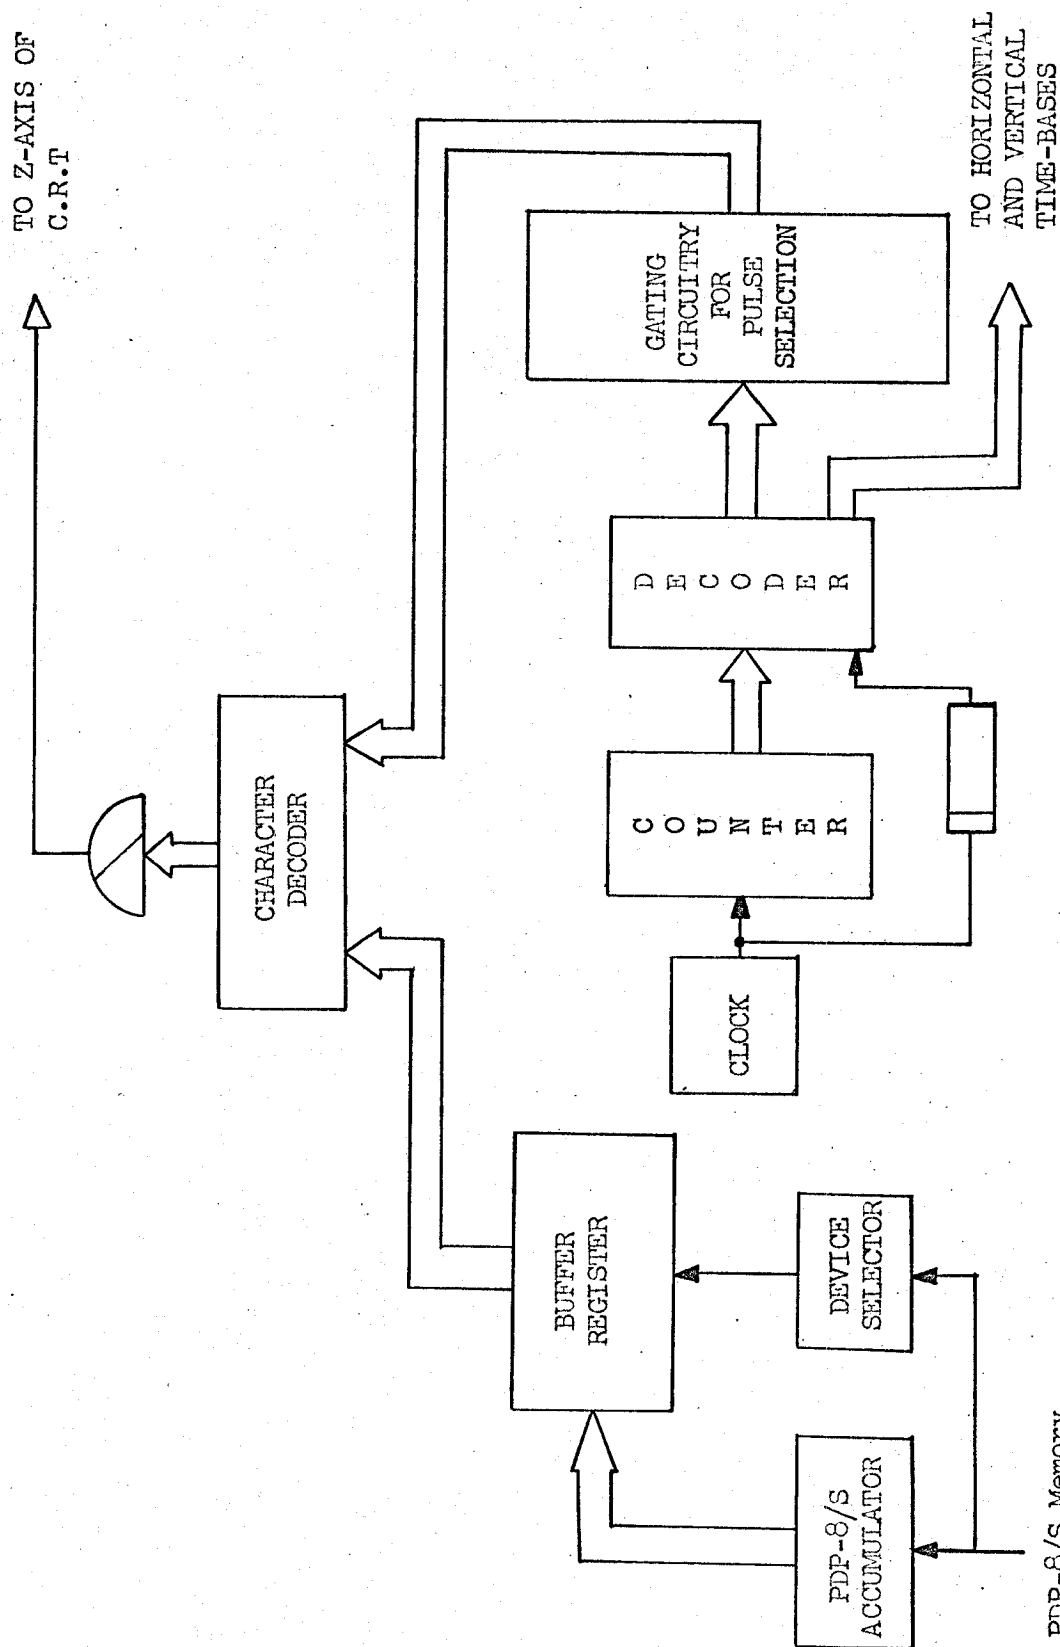 TO Z-AXIS OF
C.R.T
CHARACTER
DECODER
BUFFER
REGISTER
GATING
CIRCUITRY
FOR
PULSE
SELECTION
D E C O D E R
C O U N T E R
CLOCK
DEVICE
SELECTOR
PDP-8/S
ACCUMULATOR
PDP-8/S Memory
TO HORIZONTAL
AND VERTICAL
TIME-BASES